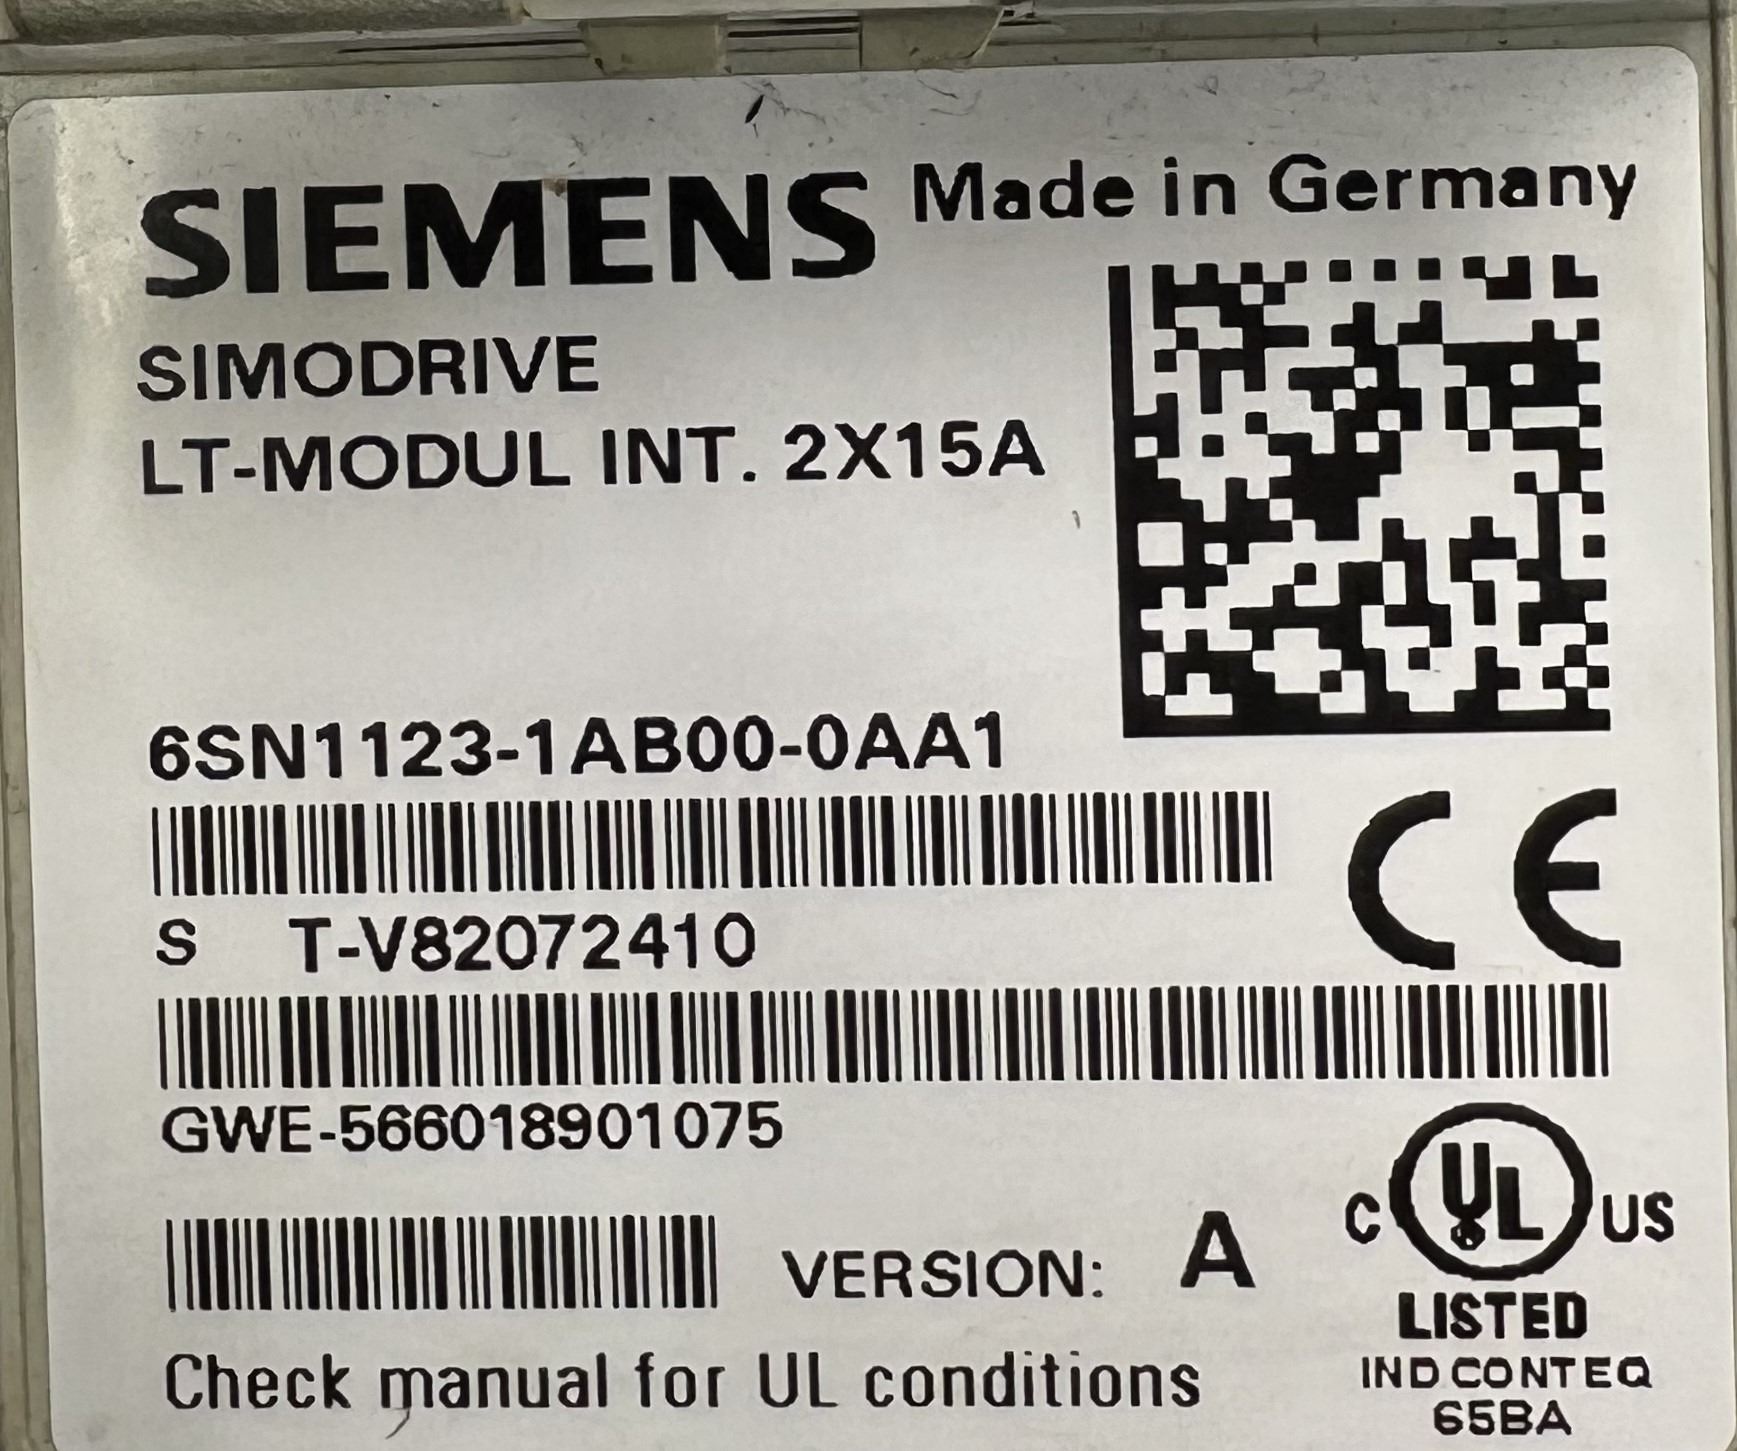 SIEMENS Made in Germany
SIMODRIVE
LT-MODUL INT. 2X15A
6SN1123-1AB00-0AA1
S T-V82072410
GWE-566018901075
VERSION: A
C UL US
LISTED
IND.CONT.EQ
65BA
Check manual for UL conditions
CE